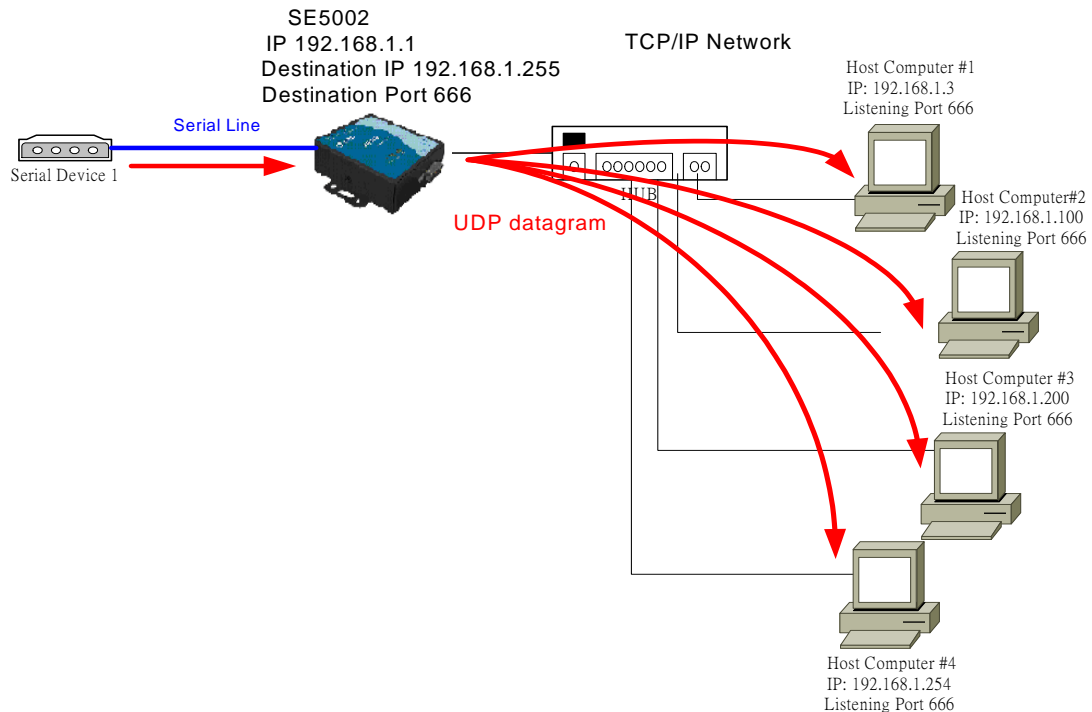 SE5002
IP 192.168.1.1
Destination IP 192.168.1.255
Destination Port 666
TCP/IP Network
Serial Line
Serial Device 1
HUB
UDP datagram
Host Computer #1
IP: 192.168.1.3
Listening Port 666
Host Computer#2
IP: 192.168.1.100
Listening Port 666
Host Computer #3
IP: 192.168.1.200
Listening Port 666
Host Computer #4
IP: 192.168.1.254
Listening Port 666